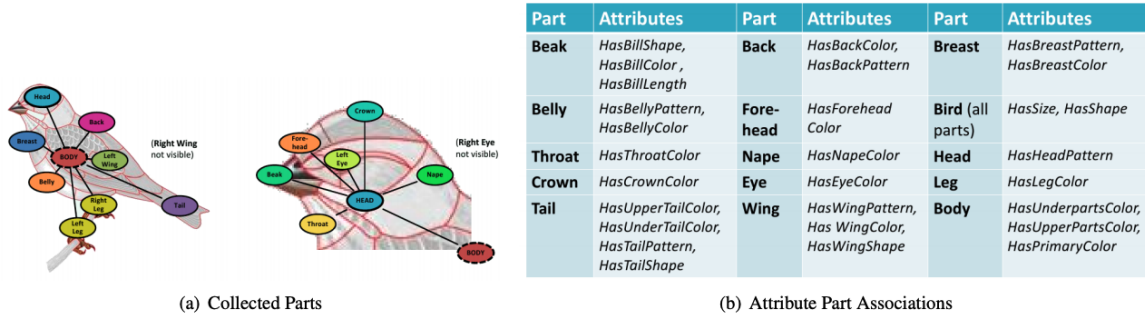 Head
Back
Breast
BODY
Left
Wing
Belly
Right
Leg
Left
Leg
Tail
(Right Wing
not visible)
Crown
Fore-
head
Left
Eye
Beak
Nape
HEAD
Throat
BODY
(Right Eye
not visible)
(a) Collected Parts
Part Attributes Part Attributes Part Attributes
Beak HasBillShape, Back HasBackColor, Breast HasBreastPattern,
HasBillColor , HasBackPattern HasBreastColor
HasBillLength
Belly HasBellyPattern, Fore- HasForehead Bird (all HasSize, HasShape
HasBellyColor head Color parts)
Throat HasThroatColor Nape HasNapeColor Head HasHeadPattern
Crown HasCrownColor Eye HasEyeColor Leg HasLegColor
Tail HasUpperTailColor, Wing HasWingPattern, Body HasUnderpartsColor,
HasUnderTailColor, Has WingColor, HasUpperPartsColor,
HasTailPattern, HasWingShape HasPrimaryColor
HasTailShape
(b) Attribute Part Associations